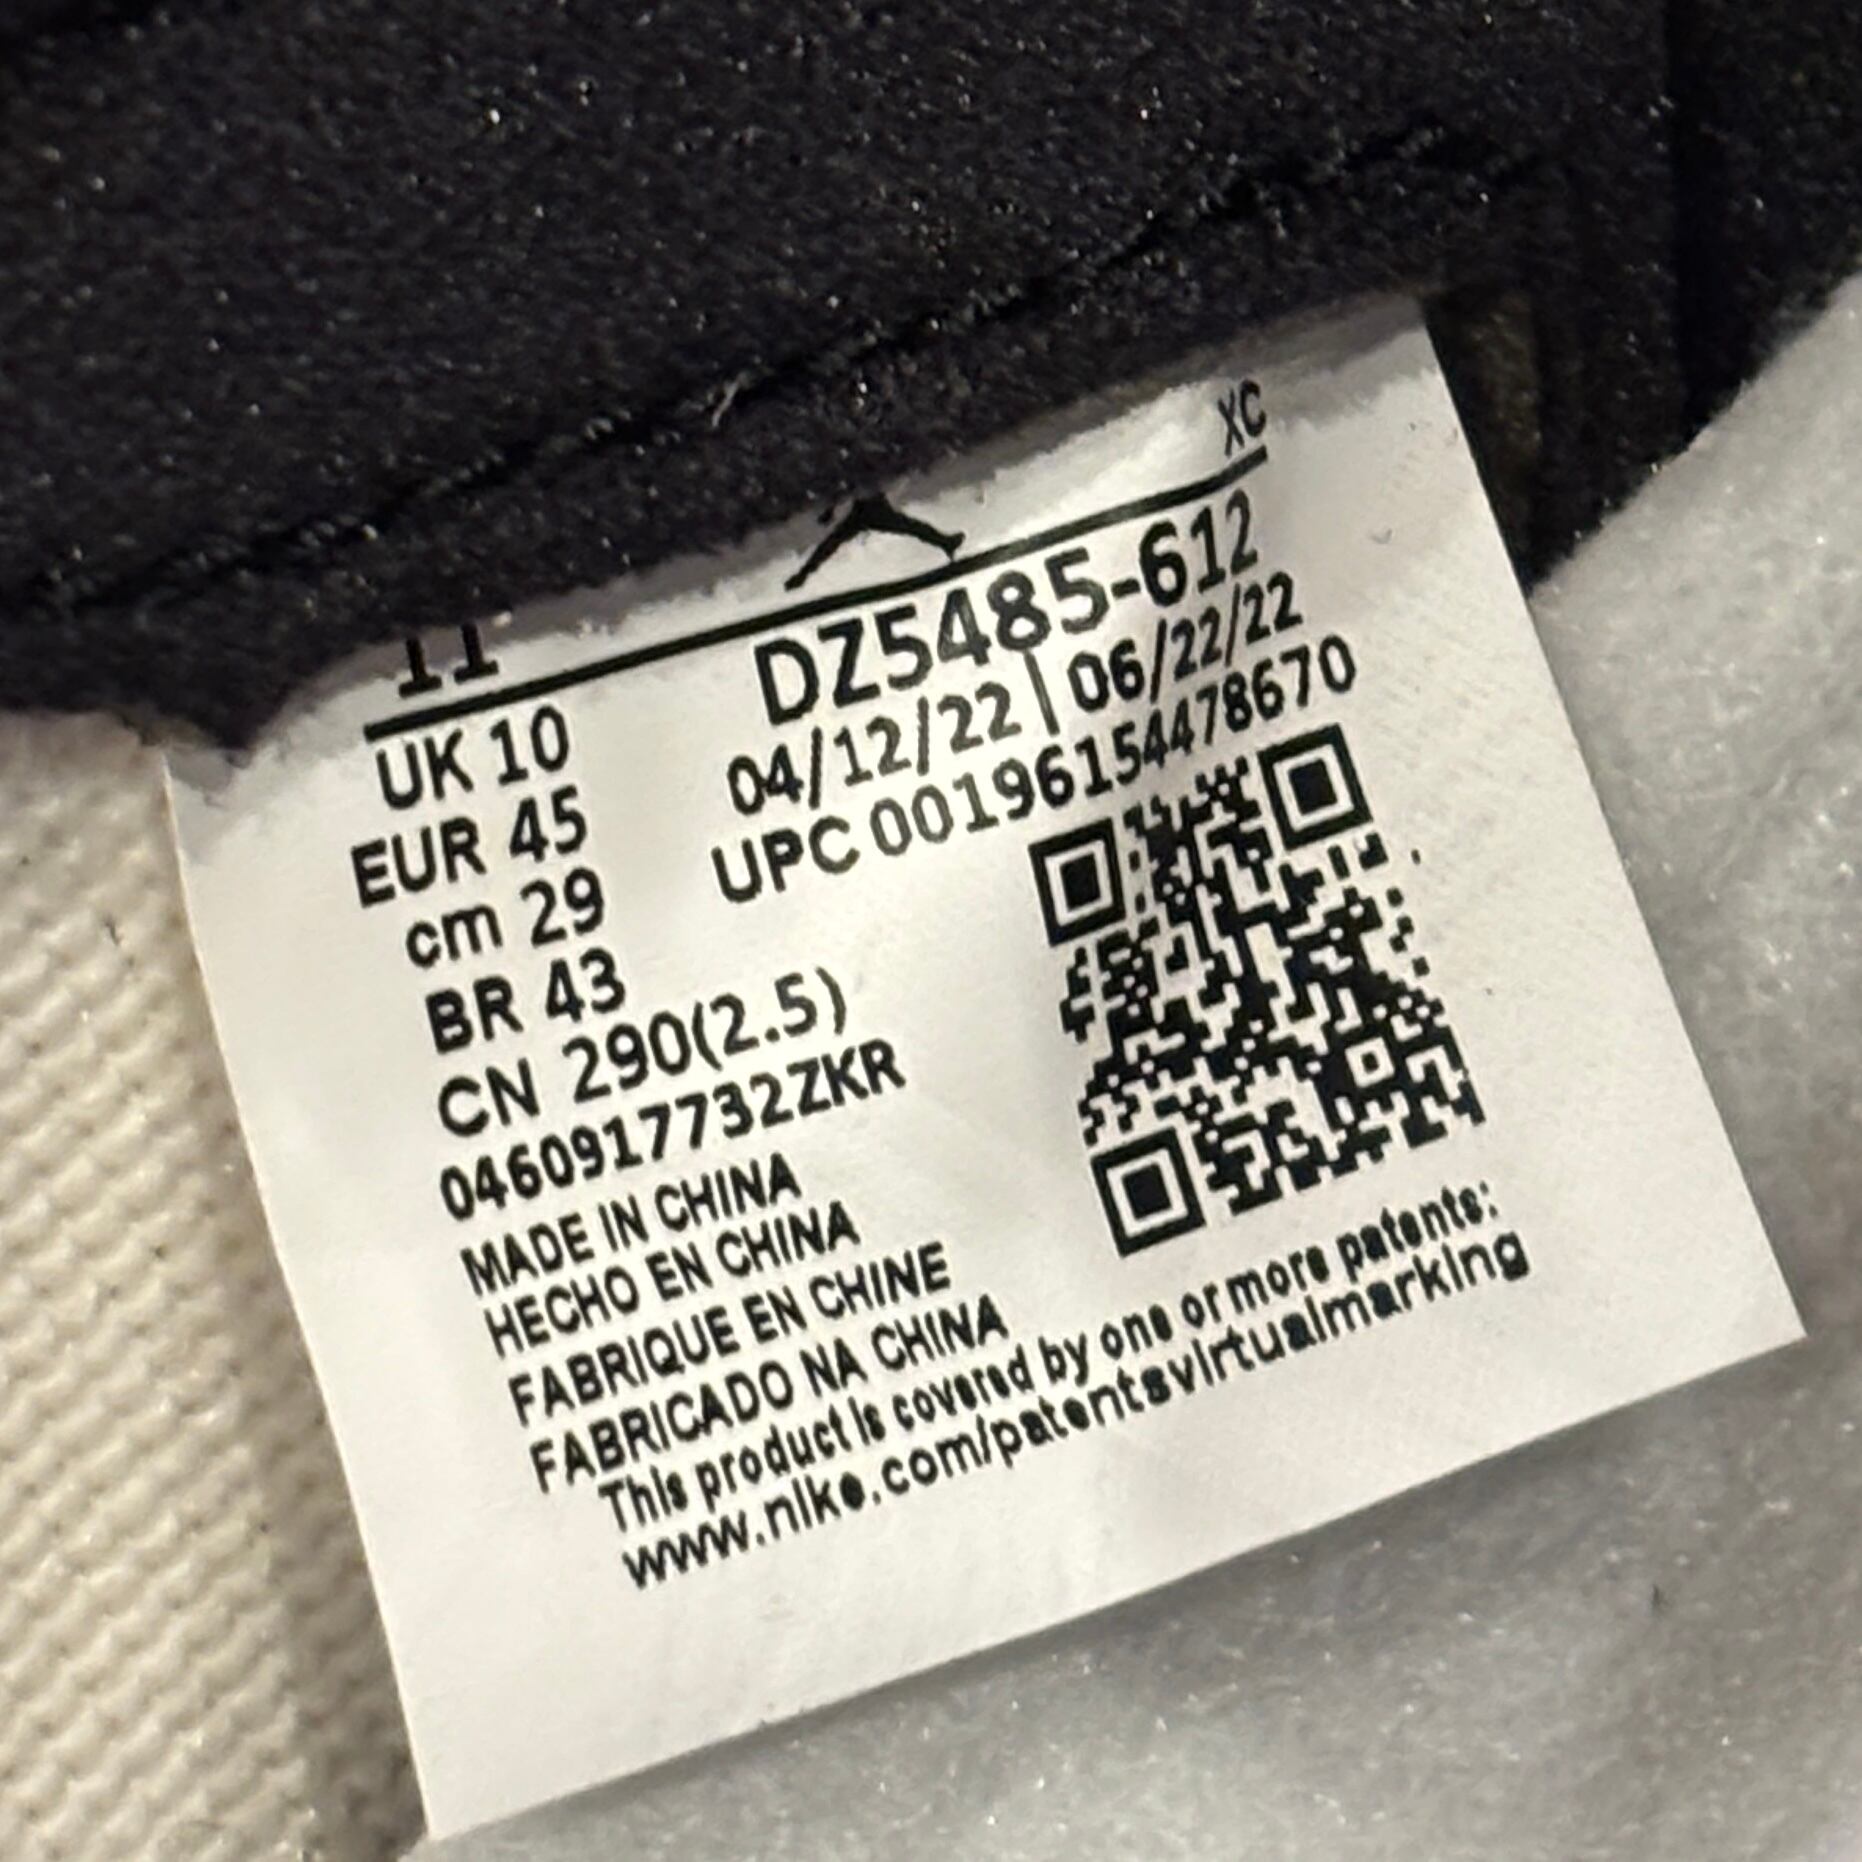 XC
11
DZ5485-612
UK 10
04/12/22 | 06/22/22
EUR 45
UPC 00196154478670
cm 29
BR 43
CN 290(2.5)
0460917732ZKR
MADE IN CHINA
HECHO EN CHINA
FABRIQUE EN CHINE
FABRICADO NA CHINA
This product is covered by one or more patents:
www.nike.com/patentsvirtualmarking